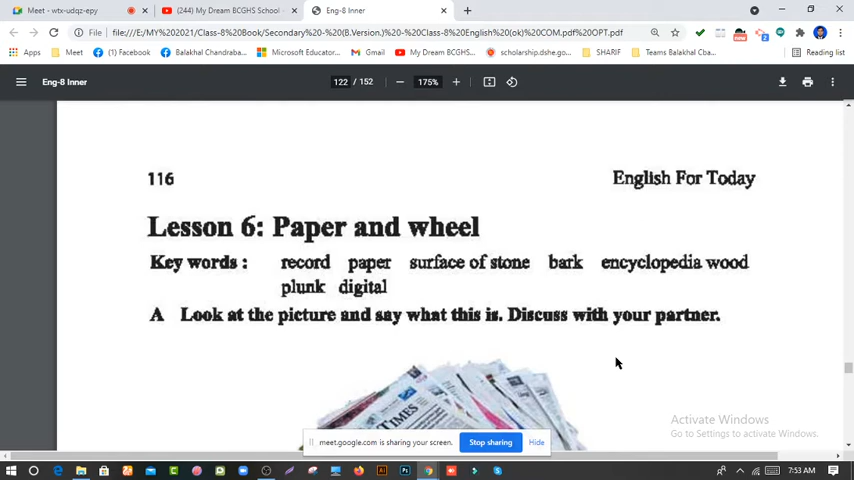 Meet - wtx-udqz-epy
(244) My Dream BCGHS School -
Eng-8 Inner
File | file:///E:/MY%202021/Class-8%20Book/Secondary%20-%20(B.Version.)%20-%20Class-8%20English%20(ok)%20COM.pdf%20OPT.pdf
Apps
M (1)
(1) Facebook
Balakhal Chandraba...
Microsoft Educator...
Gmail
My Dream BCGHS...
scholarship.dshe.go...
SHARIF
Teams Balakhal Cha...
Reading list
Eng-8 Inner
122 / 152
175%
116
English For Today
Lesson 6: Paper and wheel
Key words : record paper surface of stone bark encyclopedia wood
plunk digital
A Look at the picture and say what this is. Discuss with your partner.
TIMES
Activate Windows
Go to Settings to activate Windows.
meet.google.com is sharing your screen.
Stop sharing
Hide
7:53 AM